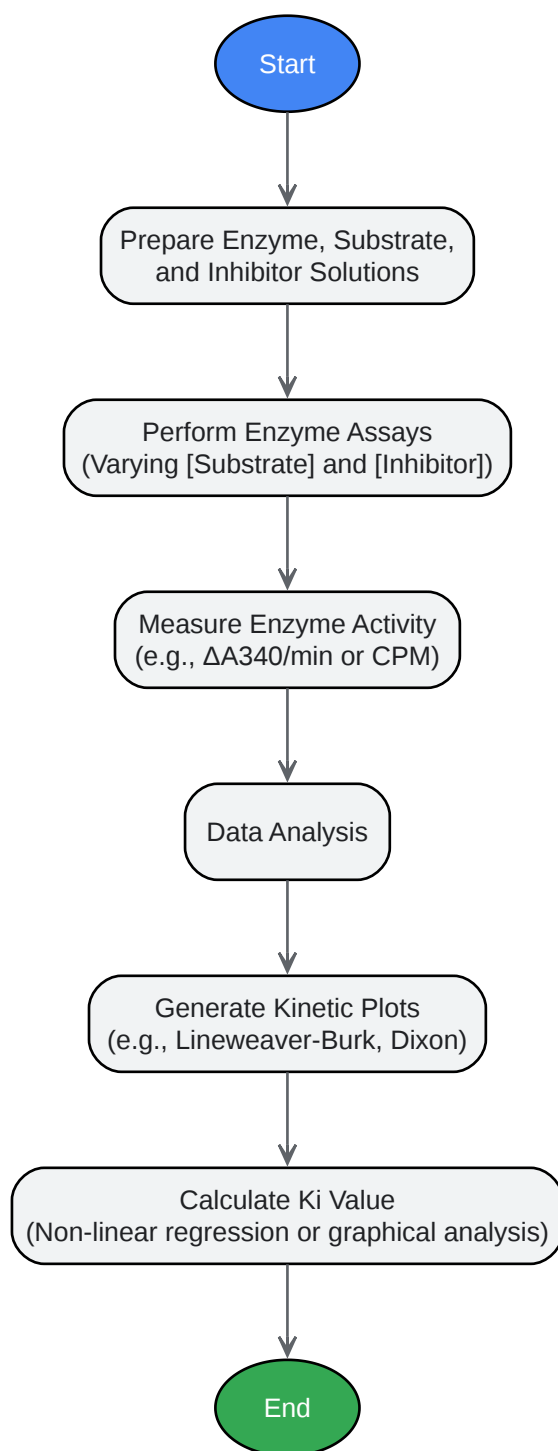 Start
Prepare Enzyme, Substrate,
and Inhibitor Solutions
Perform Enzyme Assays
(Varying [Substrate] and [Inhibitor])
Measure Enzyme Activity
(e.g., ΔA340/min or CPM)
Data Analysis
Generate Kinetic Plots
(e.g., Lineweaver-Burk, Dixon)
Calculate Ki Value
(Non-linear regression or graphical analysis)
End